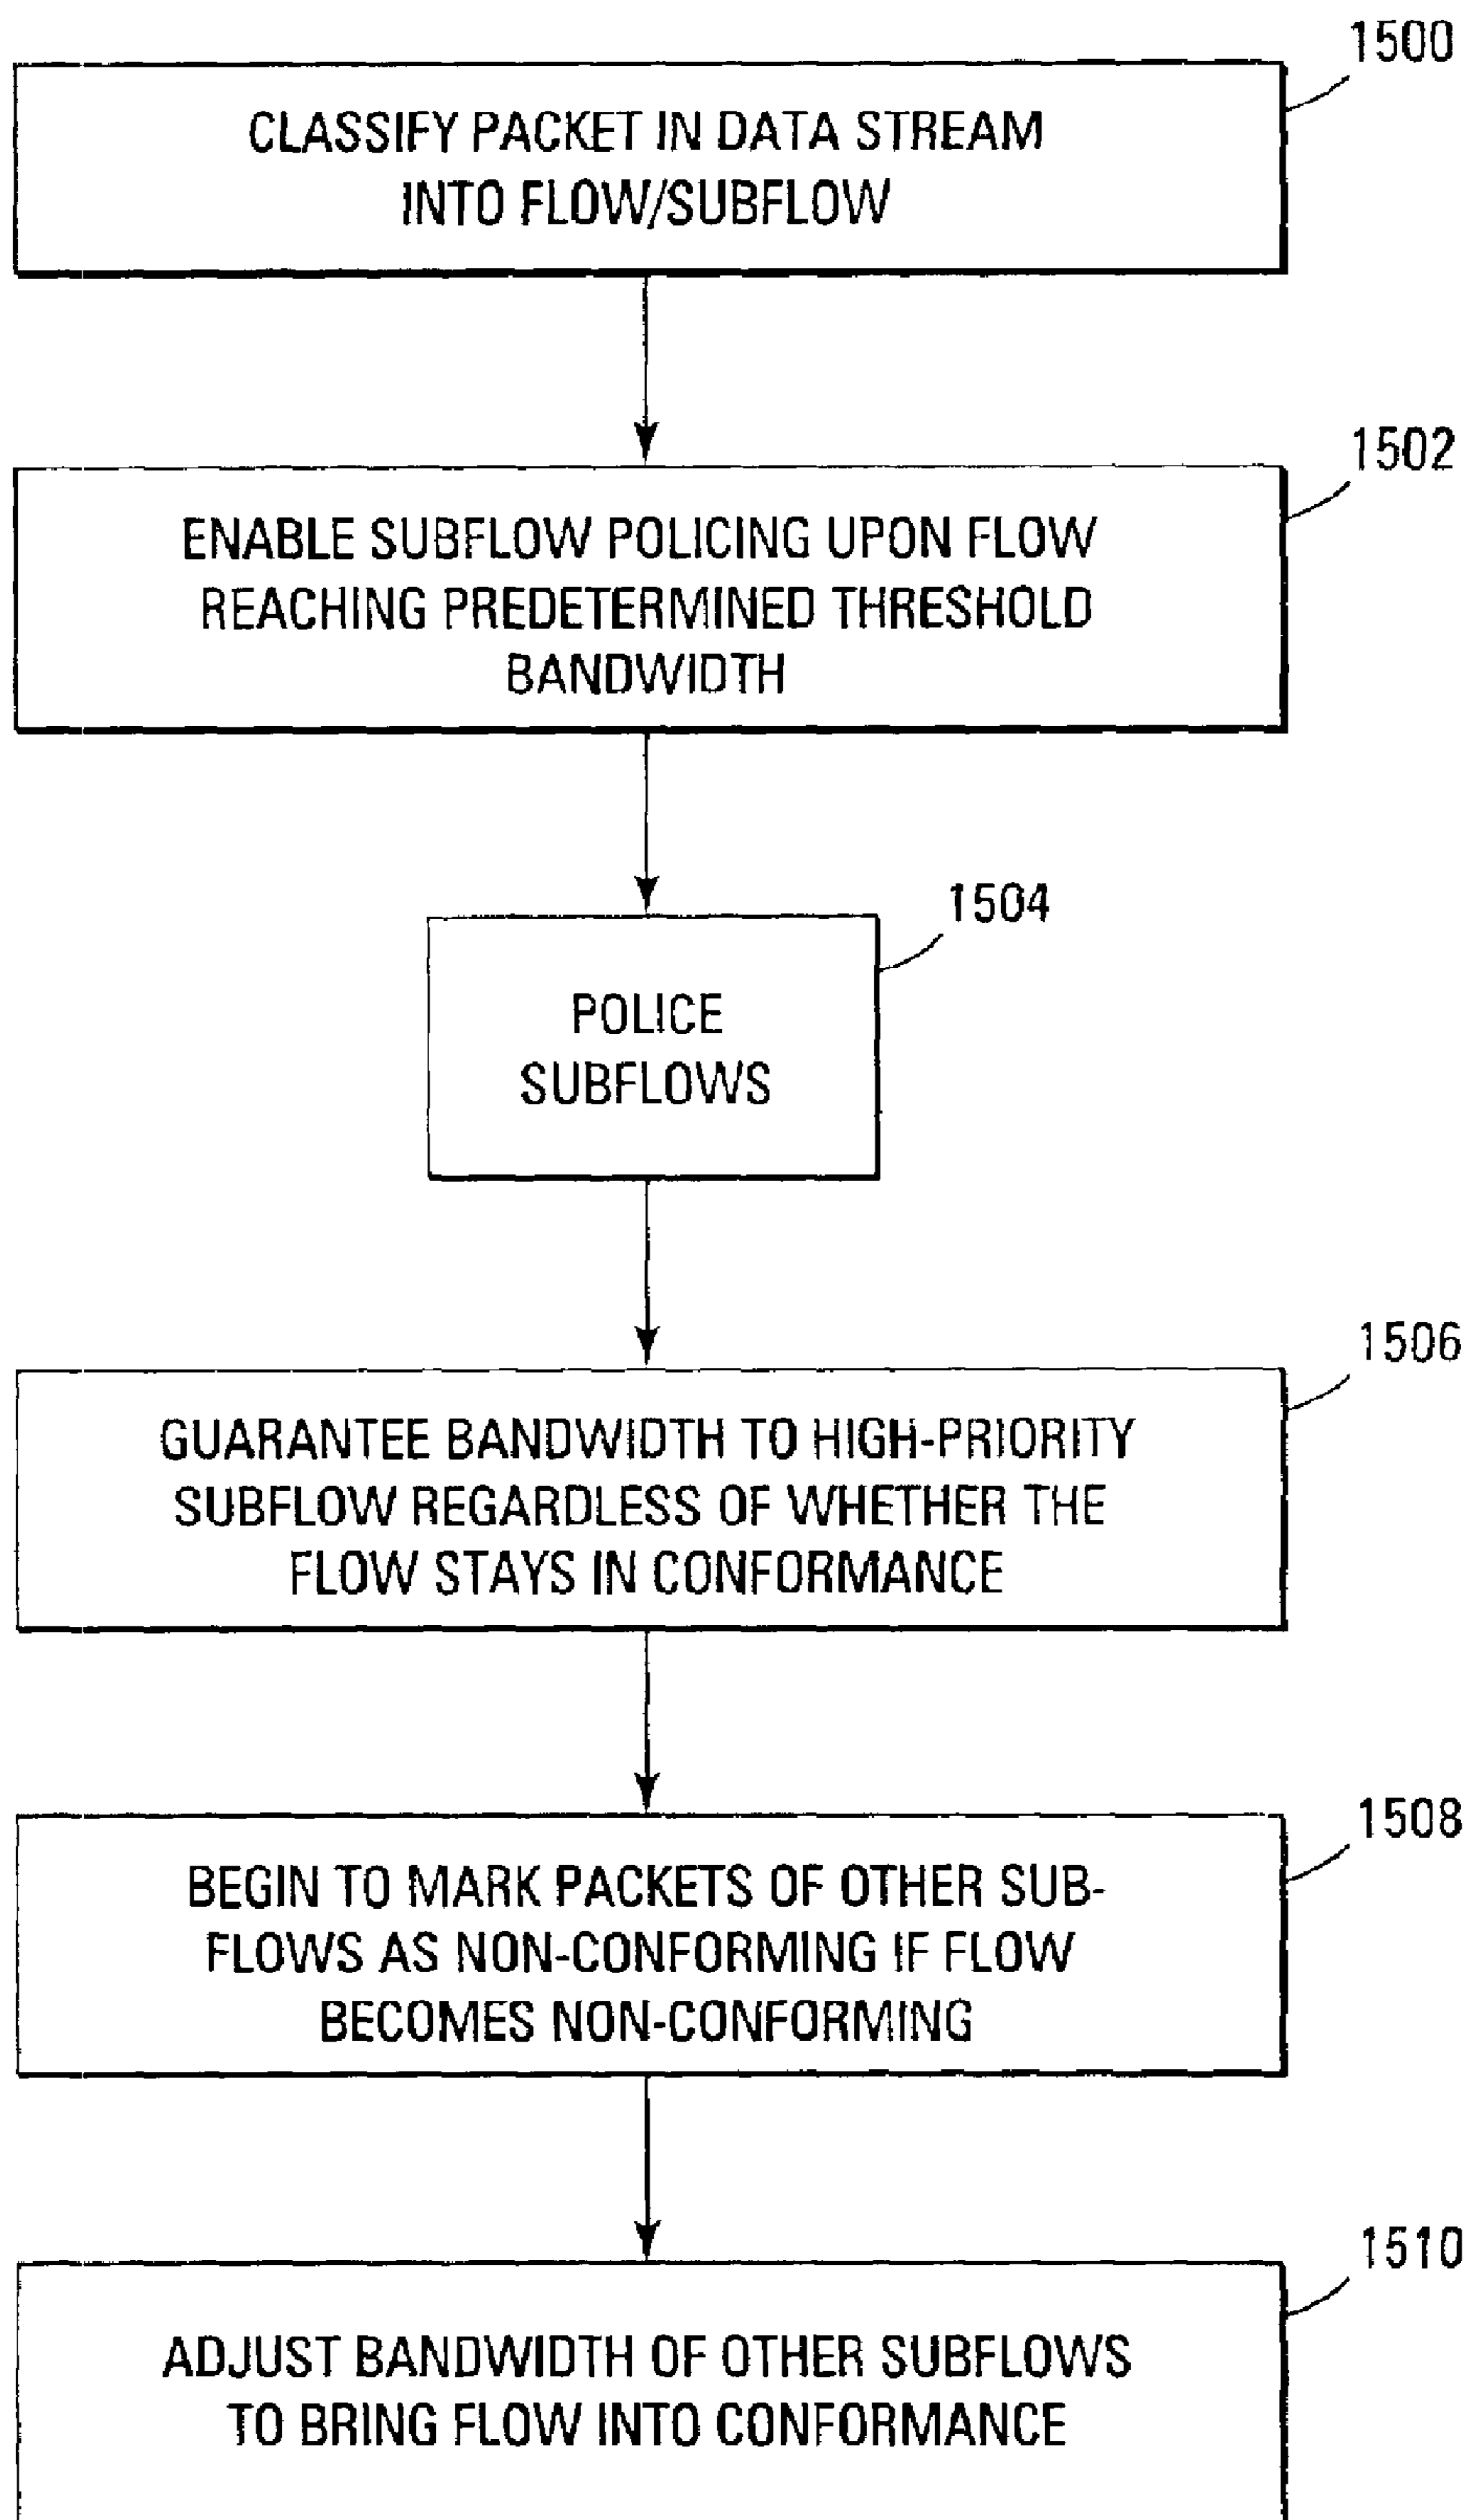 1500
CLASSIFY PACKET IN DATA STREAM
INTO FLOW/SUBFLOW
1502
ENABLE SUBFLOW POLICING UPON FLOW
REACHING PREDETERMINED THRESHOLD
BANDWIDTH
1504
POLICE
SUBFLOWS
1506
GUARANTEE BANDWIDTH TO HIGH-PRIORITY
SUBFLOW REGARDLESS OF WHETHER THE
FLOW STAYS IN CONFORMANCE
1508
BEGIN TO MARK PACKETS OF OTHER SUB-
FLOWS AS NON-CONFORMING IF FLOW
BECOMES NON-CONFORMING
1510
ADJUST BANDWIDTH OF OTHER SUBFLOWS
TO BRING FLOW INTO CONFORMANCE